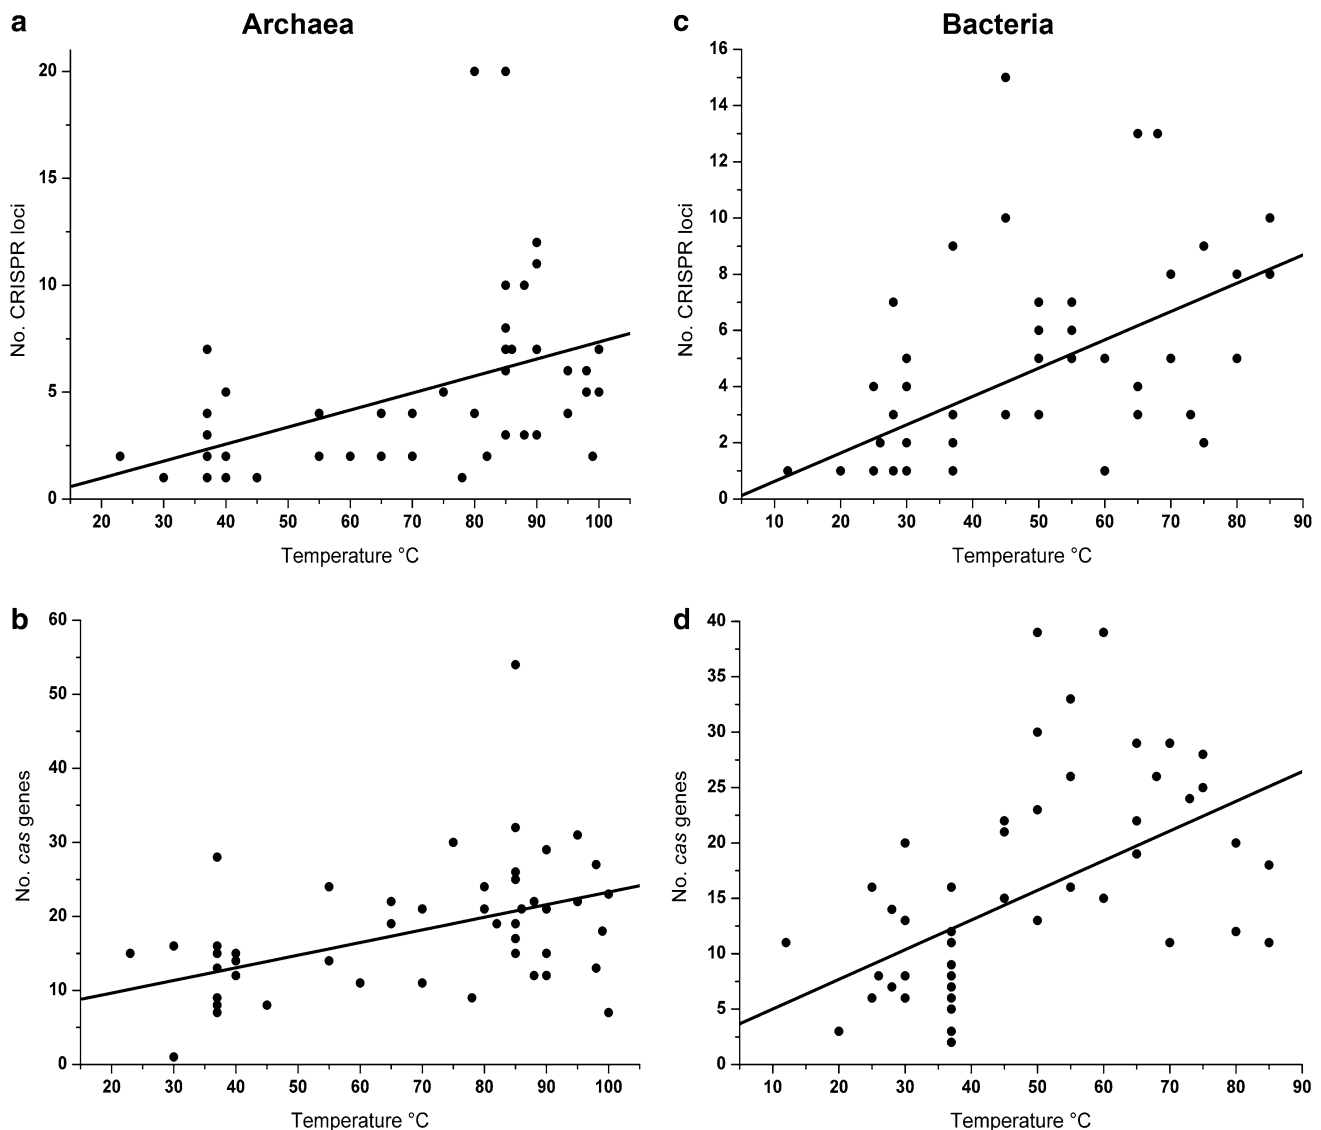 a Archaea
No. CRISPR loci
20
15
10
5
0
20 30 40 50 60 70 80 90 100
Temperature °C
c Bacteria
No. CRISPR loci
16
14
12
10
8
6
4
2
0
10 20 30 40 50 60 70 80 90
Temperature °C
b
No. cas genes
60
50
40
30
20
10
0
20 30 40 50 60 70 80 90 100
Temperature °C
d
No. cas genes
40
35
30
25
20
15
10
5
0
10 20 30 40 50 60 70 80 90
Temperature °C